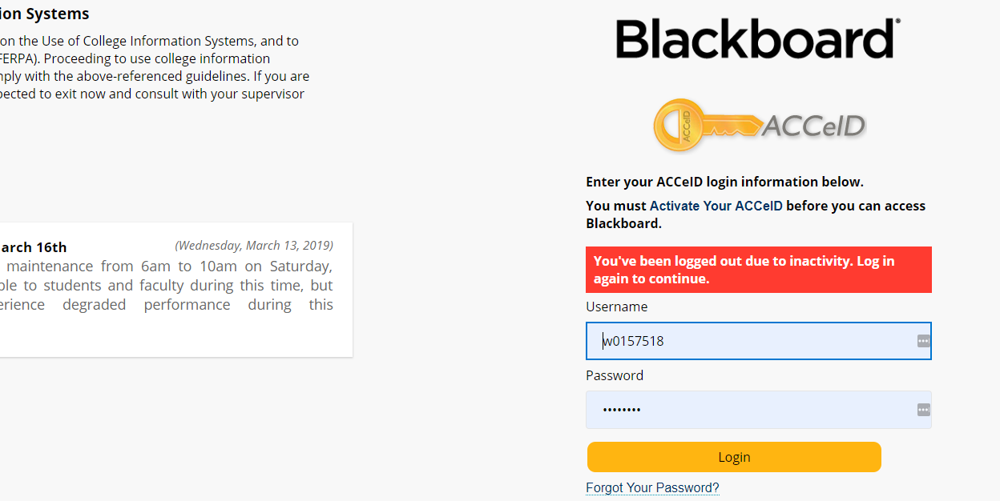 ion Systems
on the Use of College Information Systems, and to
FERPA). Proceeding to use college information
nply with the above-referenced guidelines. If you are
pected to exit now and consult with your supervisor
arch 16th
(Wednesday, March 13, 2019)
maintenance from 6am to 10am on Saturday,
ble to students and faculty during this time, but
erience degraded performance during this
Blackboard®
ACCeID
ACCeID
Enter your ACCeID login information below.
You must Activate Your ACCeID before you can access
Blackboard.
You've been logged out due to inactivity. Log in
again to continue.
Username
w0157518
Password
••••••••
Login
Forgot Your Password?